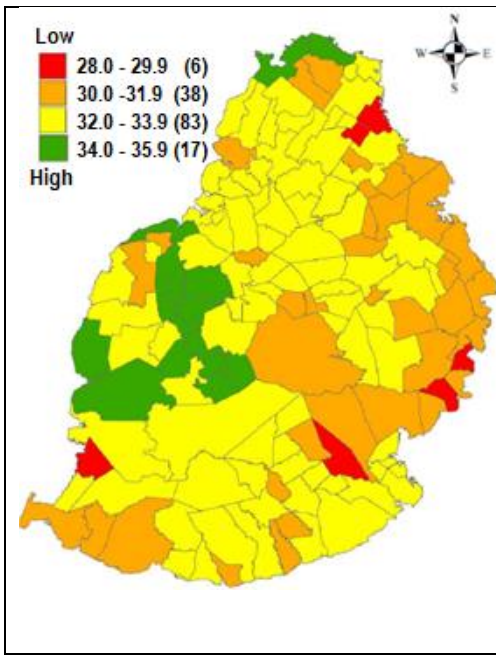 Low
28.0 - 29.9 (6)
30.0 -31.9 (38)
32.0 - 33.9 (83)
34.0 - 35.9 (17)
High
N
W E
S